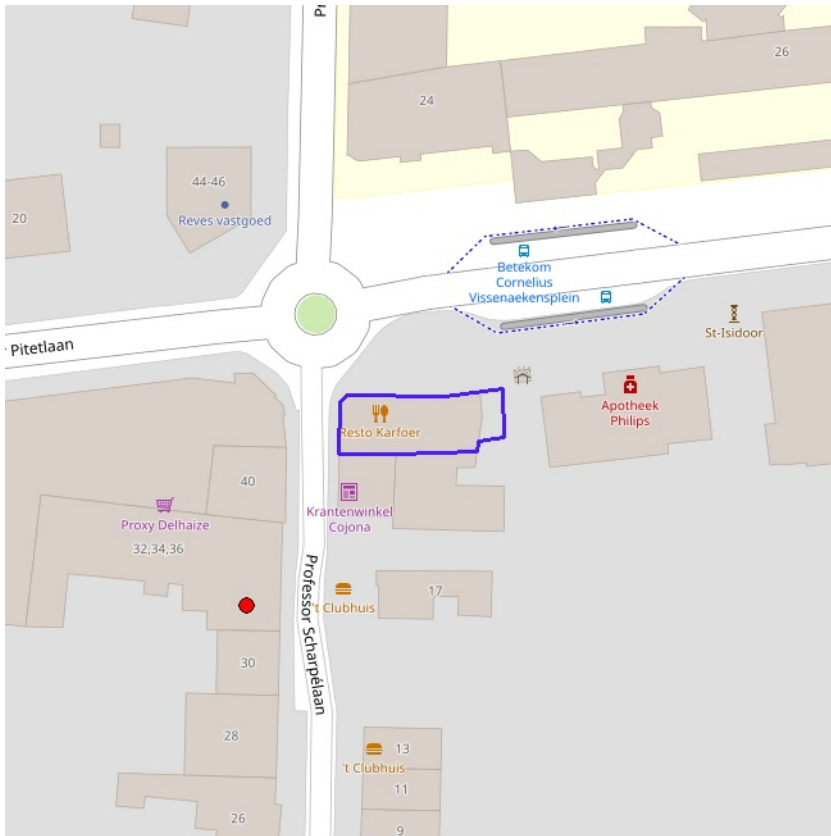 Pr
26
24
44-46
20
Reves vastgoed
Betekom
Cornelius
Vissenaekensplein
St-Isidoor
r Pitetlaan
Apotheek
Philips
Resto Karfoer
40
Krantenwinkel
Cojona
Proxy Delhaize
32,34,36
Professor Scharpélaan
17
't Clubhuis
30
28
13
't Clubhuis
11
26
9